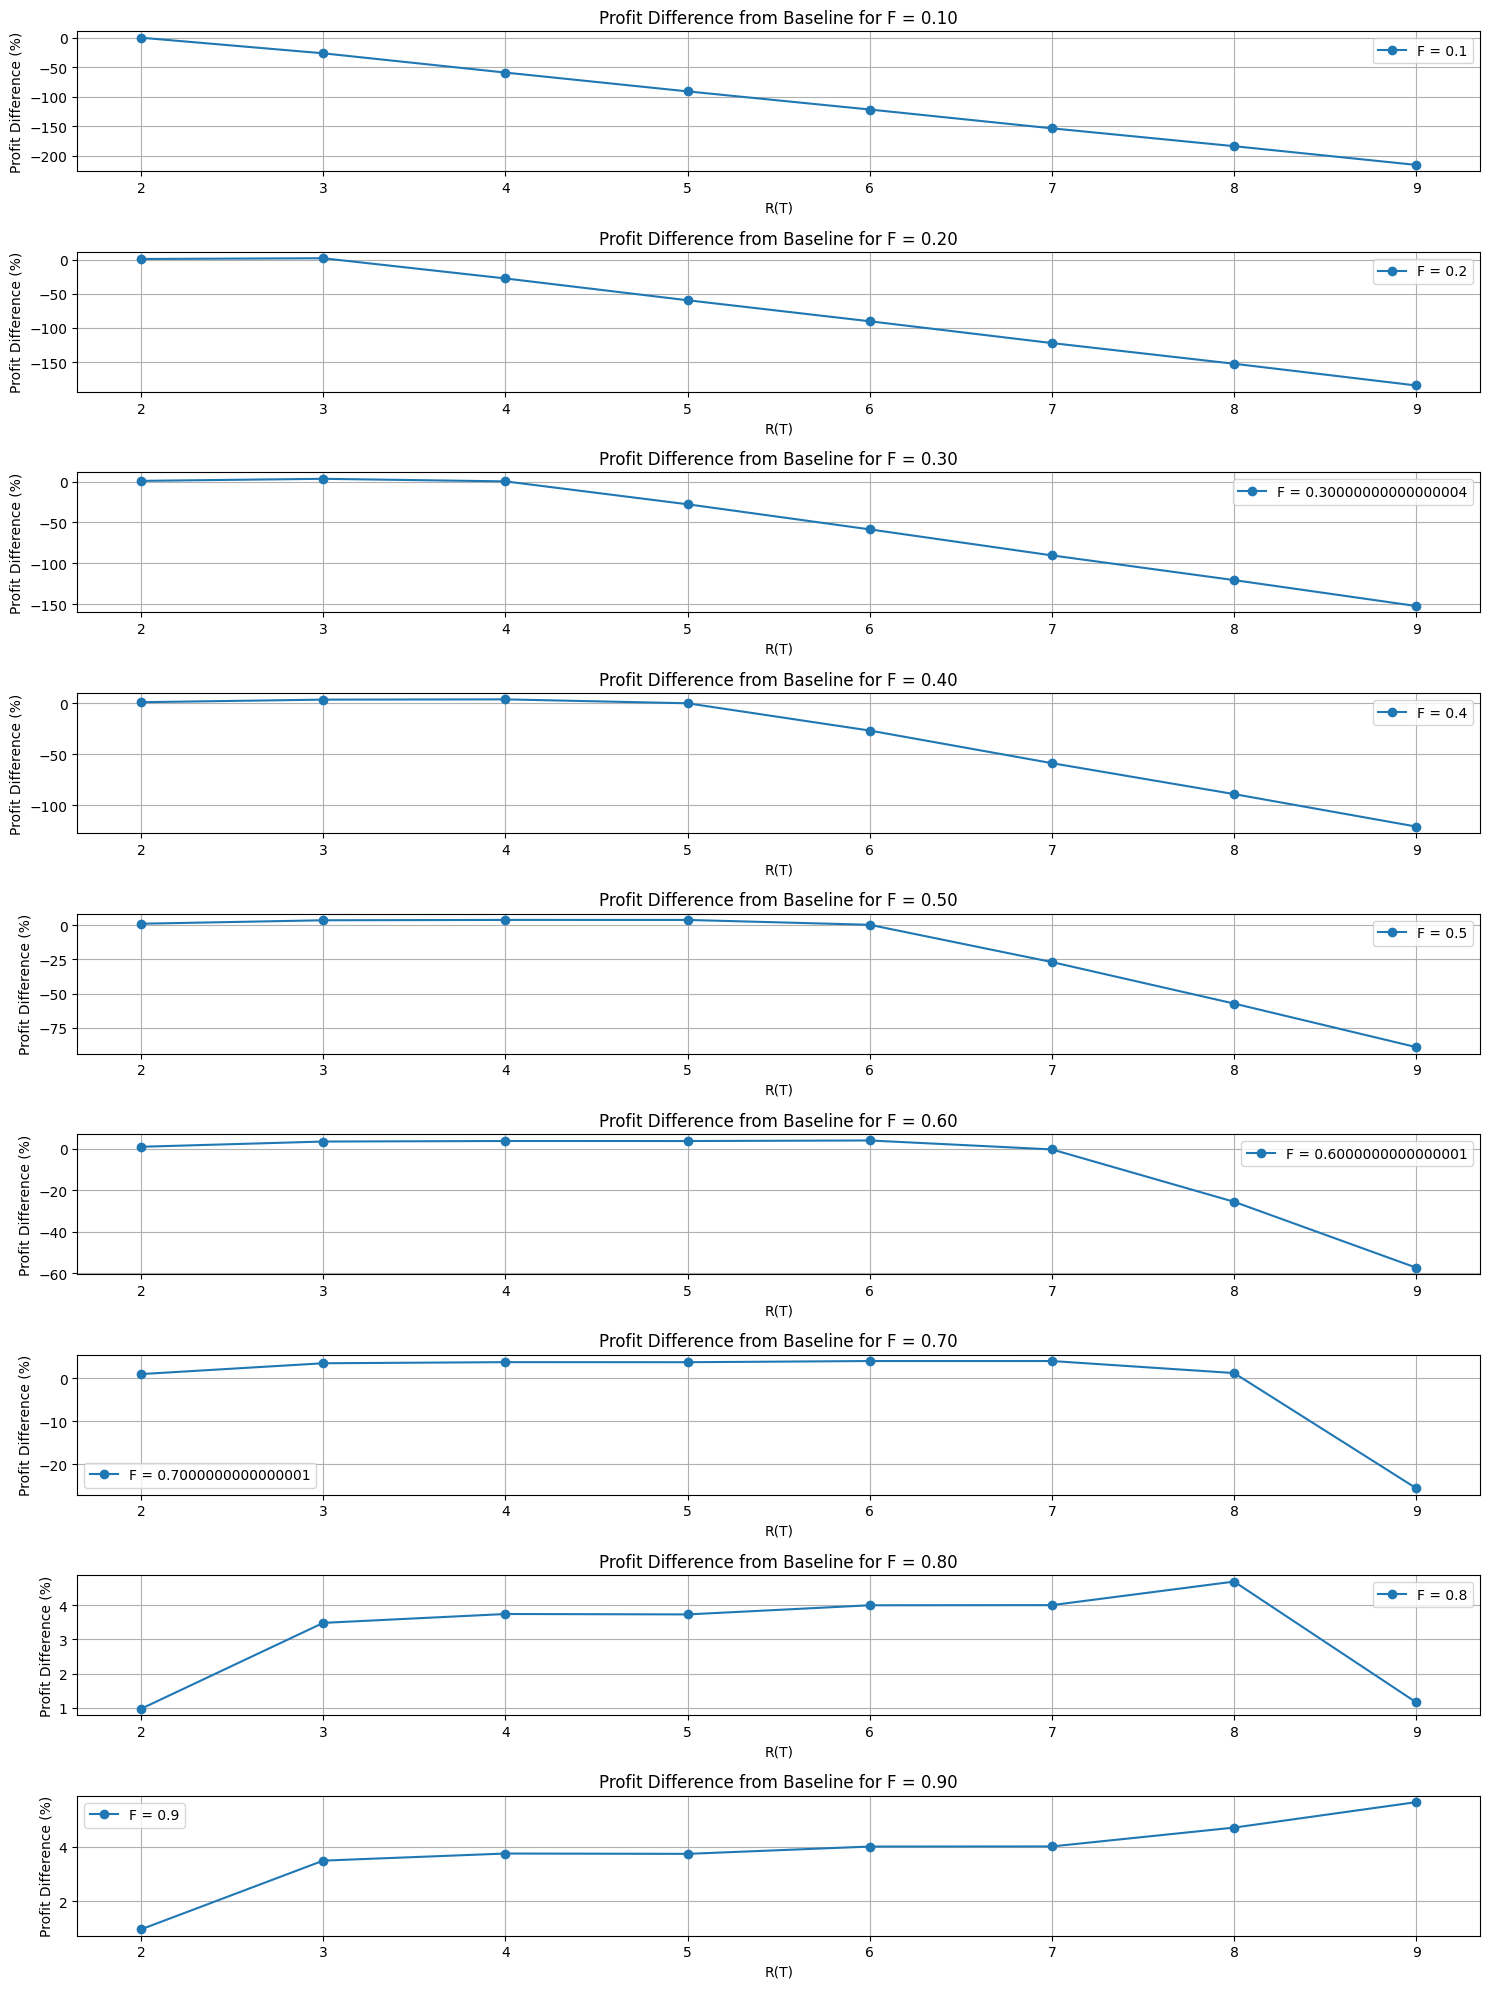 Profit Difference from Baseline for F = 0.10
Profit Difference (%)
0
−50
−100
−150
−200
F = 0.1
2 3 4 5 6 7 8 9
R(T)
Profit Difference from Baseline for F = 0.20
Profit Difference (%)
0
−50
−100
−150
F = 0.2
2 3 4 5 6 7 8 9
R(T)
Profit Difference from Baseline for F = 0.30
Profit Difference (%)
0
−50
−100
−150
F = 0.30000000000000004
2 3 4 5 6 7 8 9
R(T)
Profit Difference from Baseline for F = 0.40
Profit Difference (%)
0
−50
−100
F = 0.4
2 3 4 5 6 7 8 9
R(T)
Profit Difference from Baseline for F = 0.50
Profit Difference (%)
0
−25
−50
−75
F = 0.5
2 3 4 5 6 7 8 9
R(T)
Profit Difference from Baseline for F = 0.60
Profit Difference (%)
0
−20
−40
−60
F = 0.6000000000000001
2 3 4 5 6 7 8 9
R(T)
Profit Difference from Baseline for F = 0.70
Profit Difference (%)
0
−10
−20
F = 0.7000000000000001
2 3 4 5 6 7 8 9
R(T)
Profit Difference from Baseline for F = 0.80
Profit Difference (%)
4
3
2
1
F = 0.8
2 3 4 5 6 7 8 9
R(T)
Profit Difference from Baseline for F = 0.90
Profit Difference (%)
4
2
F = 0.9
2 3 4 5 6 7 8 9
R(T)